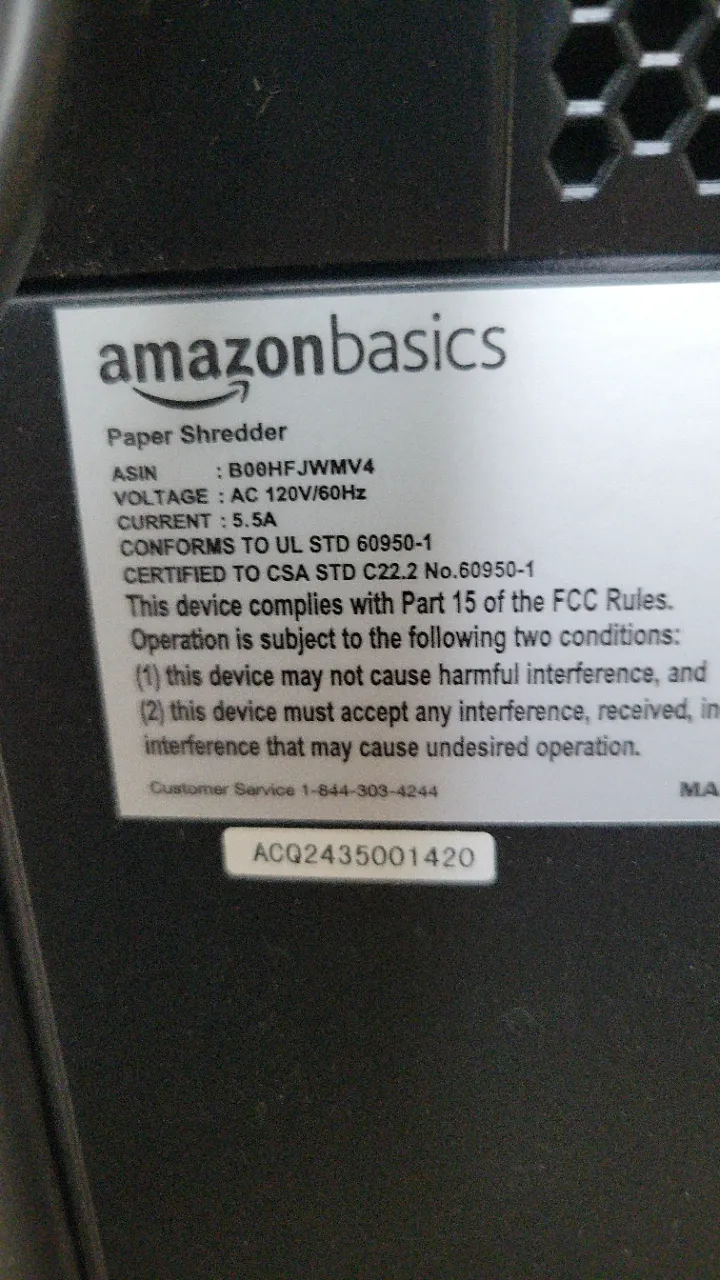 amazonbasics
Paper Shredder
ASIN : B00HFJWMV4
VOLTAGE : AC 120V/60Hz
CURRENT : 5.5A
CONFORMS TO UL STD 60950-1
CERTIFIED TO CSA STD C22.2 No.60950-1
This device complies with Part 15 of the FCC Rules.
Operation is subject to the following two conditions:
(1) this device may not cause harmful interference, and
(2) this device must accept any interference, received, in
interference that may cause undesired operation.
Customer Service 1-844-303-4244 MA
ACQ2435001420